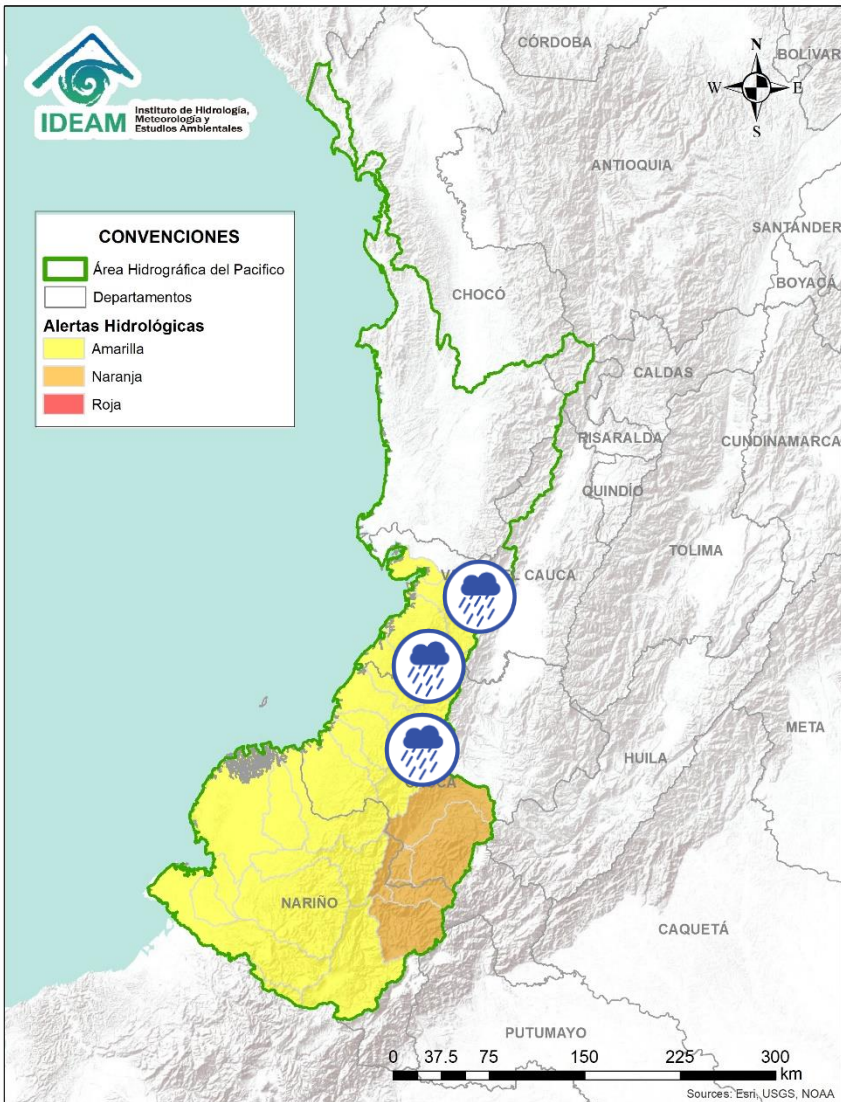 CÓRDOBA
BOLÍVAR
N
W E
S
IDEAM
Instituto de Hidrología,
Meteorología y
Estudios Ambientales
ANTIOQUIA
SANTANDER
CONVENCIONES
Área Hidrográfica del Pacifico
Departamentos
Alertas Hidrológicas
Amarilla
Naranja
Roja
BOYACÁ
CHOCÓ
CALDAS
RISARALDA
CUNDINAMARCA
QUINDÍO
TOLIMA
EL CAUCA
META
HUILA
NARIÑO
CAQUETÁ
PUTUMAYO
0 37.5 75 150 225 300
km
Sources: Esri, USGS, NOAA